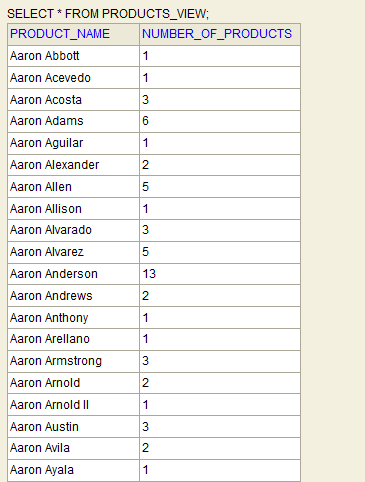 SELECT * FROM PRODUCTS_VIEW;
PRODUCT_NAME NUMBER_OF_PRODUCTS
Aaron Abbott 1
Aaron Acevedo 1
Aaron Acosta 3
Aaron Adams 6
Aaron Aguilar 1
Aaron Alexander 2
Aaron Allen 5
Aaron Allison 1
Aaron Alvarado 3
Aaron Alvarez 5
Aaron Anderson 13
Aaron Andrews 2
Aaron Anthony 1
Aaron Arellano 1
Aaron Armstrong 3
Aaron Arnold 2
Aaron Arnold II 1
Aaron Austin 3
Aaron Avila 2
Aaron Ayala 1